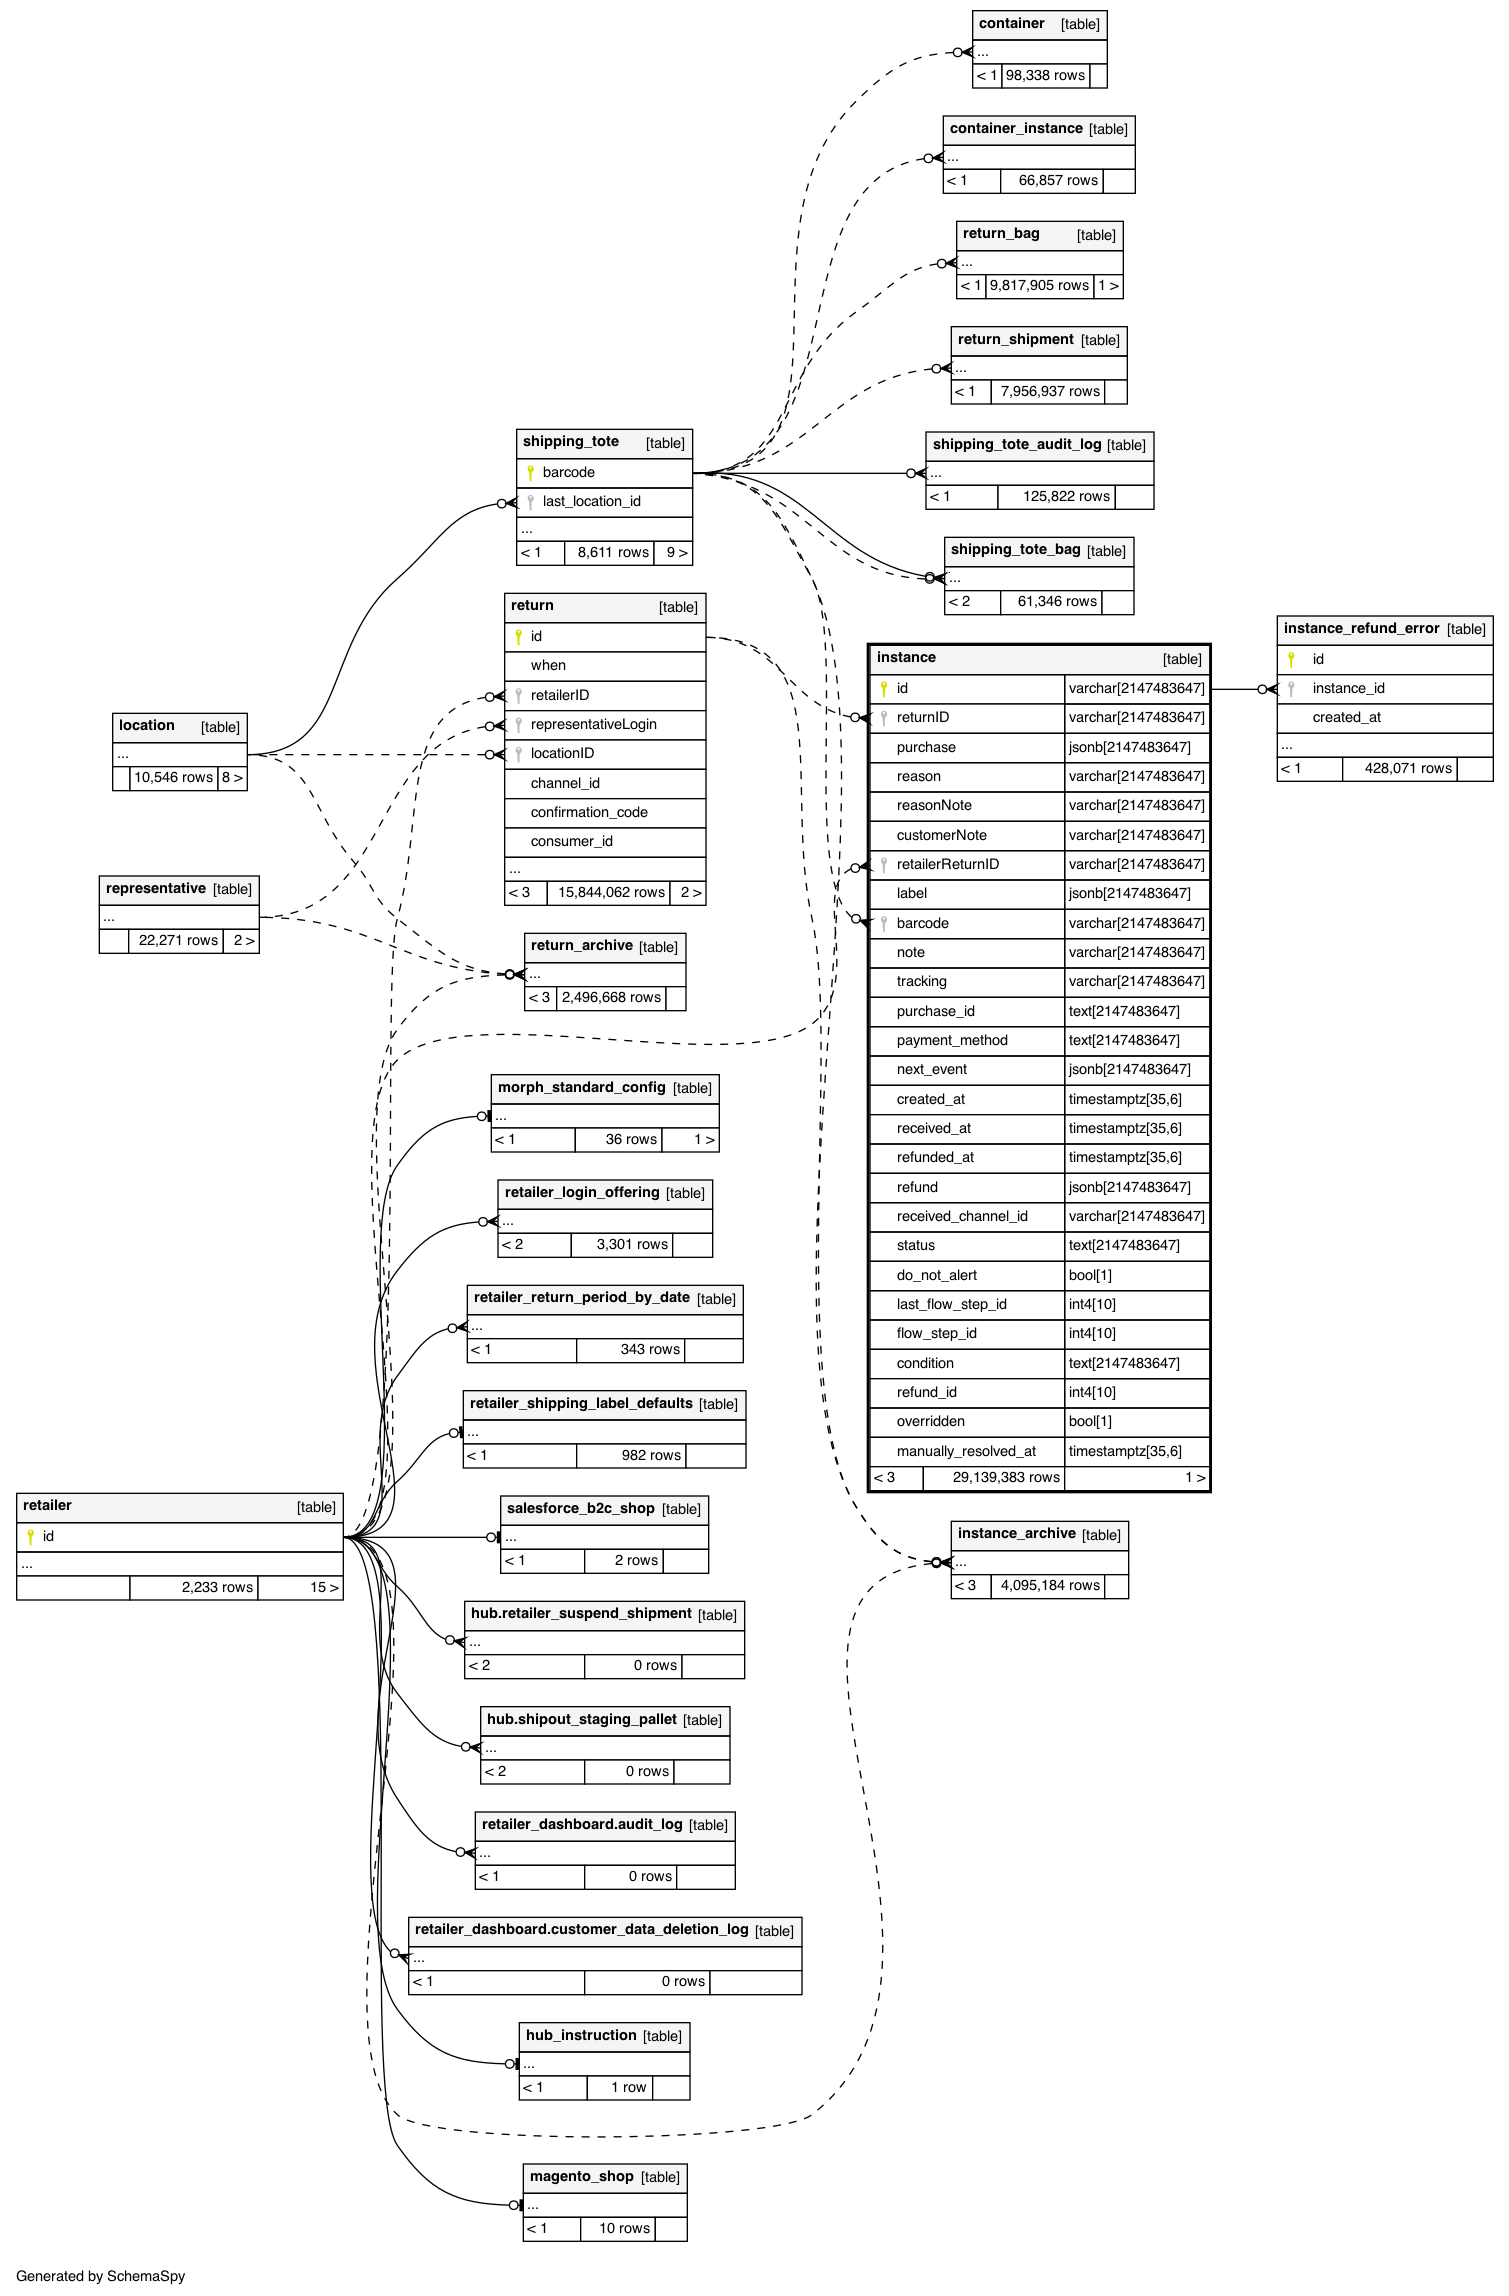 container [table]
...
< 1 98,338 rows
container_instance [table]
...
< 1 66,857 rows
return_bag [table]
...
< 1 9,817,905 rows 1 >
return_shipment [table]
...
< 1 7,956,937 rows
shipping_tote_audit_log [table]
...
< 1 125,822 rows
shipping_tote_bag [table]
...
< 2 61,346 rows
shipping_tote [table]
barcode
last_location_id
...
< 1 8,611 rows 9 >
return [table]
id
when
retailerID
representativeLogin
locationID
channel_id
confirmation_code
consumer_id
...
< 3 15,844,062 rows 2 >
location [table]
...
10,546 rows 8 >
representative [table]
...
22,271 rows 2 >
return_archive [table]
...
< 3 2,496,668 rows
instance [table]
id varchar[2147483647]
returnID varchar[2147483647]
purchase jsonb[2147483647]
reason varchar[2147483647]
reasonNote varchar[2147483647]
customerNote varchar[2147483647]
retailerReturnID varchar[2147483647]
label jsonb[2147483647]
barcode varchar[2147483647]
note varchar[2147483647]
tracking varchar[2147483647]
purchase_id text[2147483647]
payment_method text[2147483647]
next_event jsonb[2147483647]
created_at timestamptz[35,6]
received_at timestamptz[35,6]
refunded_at timestamptz[35,6]
refund jsonb[2147483647]
received_channel_id varchar[2147483647]
status text[2147483647]
do_not_alert bool[1]
last_flow_step_id int4[10]
flow_step_id int4[10]
condition text[2147483647]
refund_id int4[10]
overridden bool[1]
manually_resolved_at timestamptz[35,6]
< 3 29,139,383 rows 1 >
instance_refund_error [table]
id
instance_id
created_at
...
< 1 428,071 rows
morph_standard_config [table]
...
< 1 36 rows 1 >
retailer_login_offering [table]
...
< 2 3,301 rows
retailer_return_period_by_date [table]
...
< 1 343 rows
retailer_shipping_label_defaults [table]
...
< 1 982 rows
retailer [table]
id
...
2,233 rows 15 >
salesforce_b2c_shop [table]
...
< 1 2 rows
instance_archive [table]
...
< 3 4,095,184 rows
hub.retailer_suspend_shipment [table]
...
< 2 0 rows
hub.shipout_staging_pallet [table]
...
< 2 0 rows
retailer_dashboard.audit_log [table]
...
< 1 0 rows
retailer_dashboard.customer_data_deletion_log [table]
...
< 1 0 rows
hub_instruction [table]
...
< 1 1 row
magento_shop [table]
...
< 1 10 rows
Generated by SchemaSpy